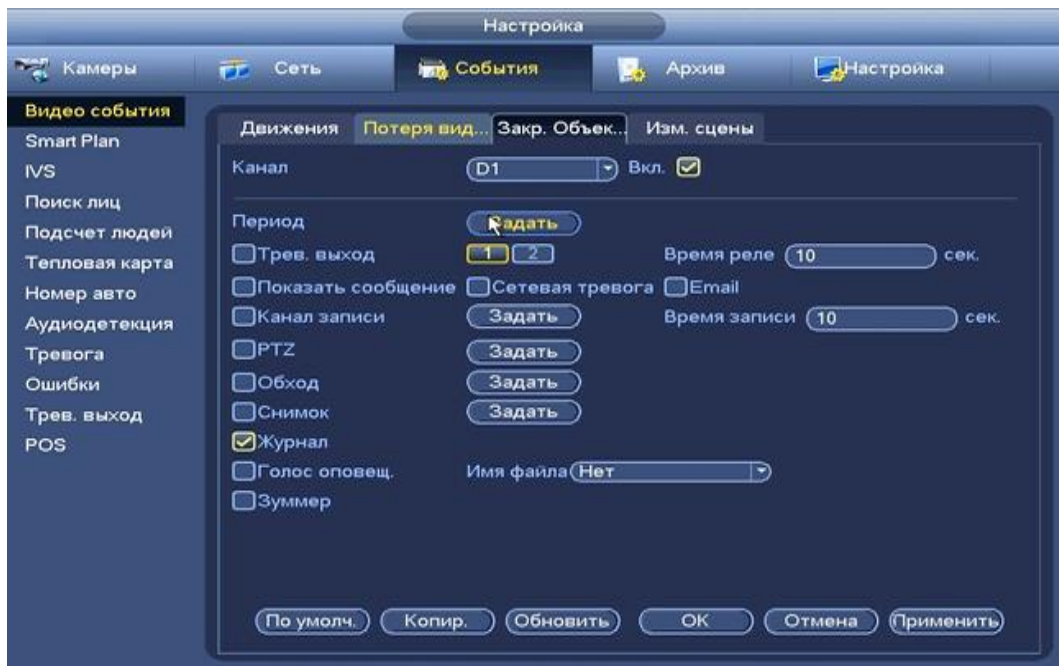 Настройка
Камеры Сеть События Архив Настройка
Видео события
Smart Plan
IVS
Поиск лиц
Подсчет людей
Тепловая карта
Номер авто
Аудиодетекция
Тревога
Ошибки
Трев. выход
POS
Движения Потеря вид... Закр. Объек... Изм. сцены
Канал D1 Вкл.
Период Задать
Трев. выход 1 2 Время реле 10 сек.
Показать сообщение Сетевая тревога Email
Канал записи Задать Время записи 10 сек.
PTZ Задать
Обход Задать
Снимок Задать
Журнал
Голос оповещ. Имя файла Нет
Зуммер
По умолч. Копир. Обновить OK Отмена Применить